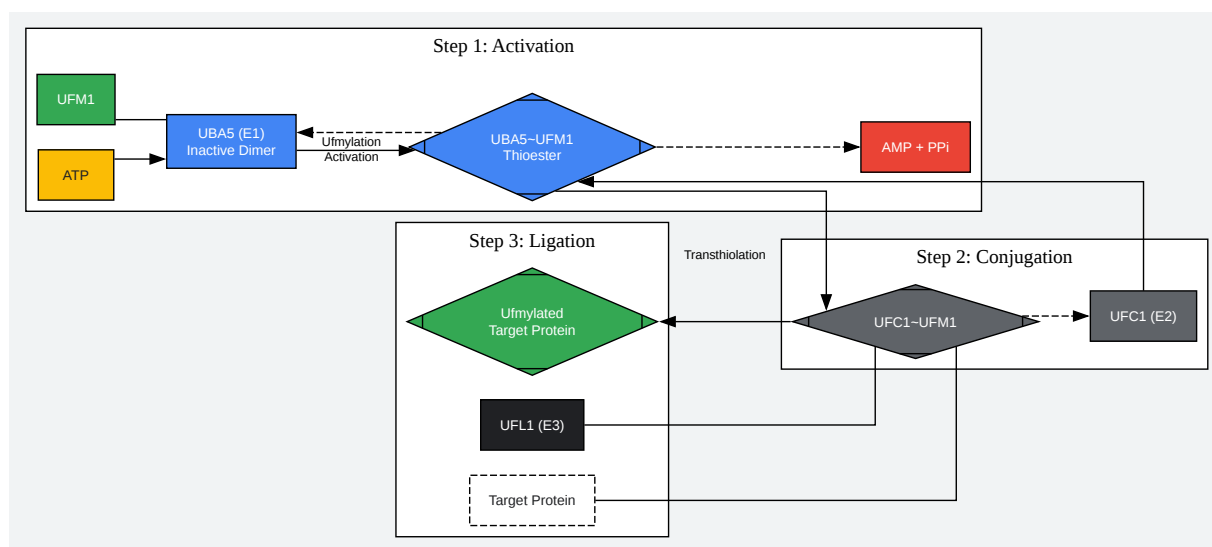 Step 1: Activation
UFM1
UBA5 (E1)
Inactive Dimer
ATP
Ufmylation
Activation
UBA5~UFM1
Thioester
AMP + PPi
Step 3: Ligation
Transthiolation
Step 2: Conjugation
Ufmylated
Target Protein
UFC1~UFM1
UFC1 (E2)
UFL1 (E3)
Target Protein